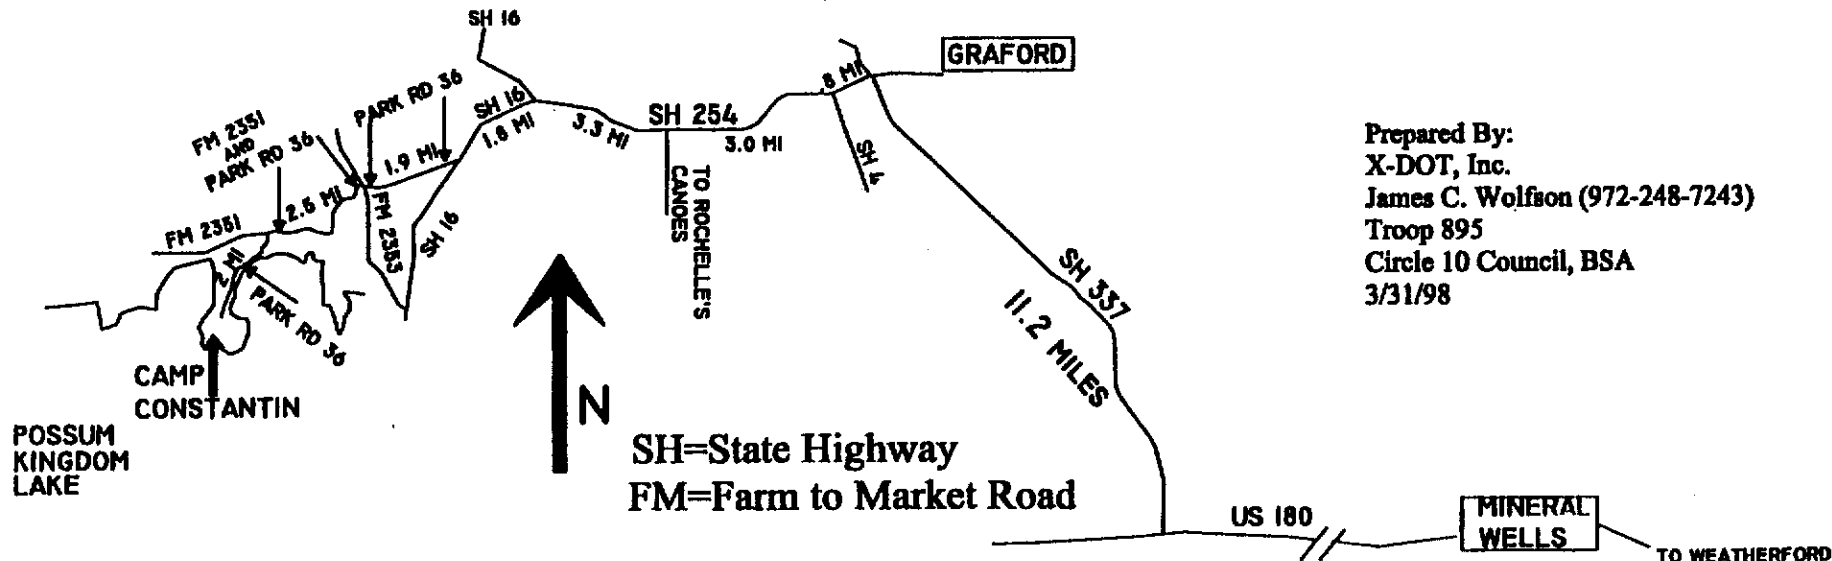 SH 16
GRAFORD
PARK RD 36
SH 16
1.8 MI
.8 MI
FM 2351
AND
PARK RD 36
1.9 MI
3.3 MI
SH 254
3.0 MI
SH 4
TO ROCHELLE'S
CANOES
FM 2351
2.5 MI
FM 2353
SH 16
2 MI
PARK RD 36
CAMP
CONSTANTIN
POSSUM
KINGDOM
LAKE
N
SH 337
11.2 MILES
Prepared By:
X-DOT, Inc.
James C. Wolfson (972-248-7243)
Troop 895
Circle 10 Council, BSA
3/31/98
SH=State Highway
FM=Farm to Market Road
US 180
MINERAL
WELLS
TO WEATHERFORD